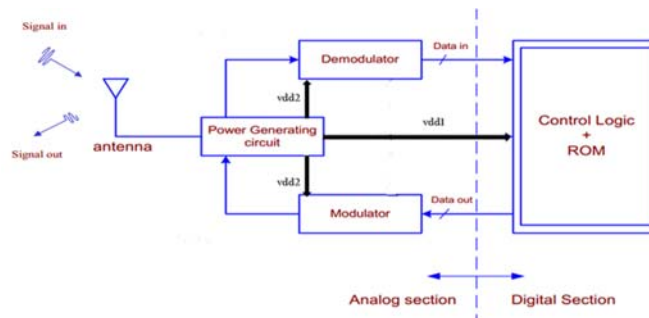 Signal in
Signal out
antenna
Demodulator
Data in
vdd2
Power Generating
circuit
vdd1
vdd2
Modulator
Data out
Control Logic
+
ROM
Analog section
Digital Section